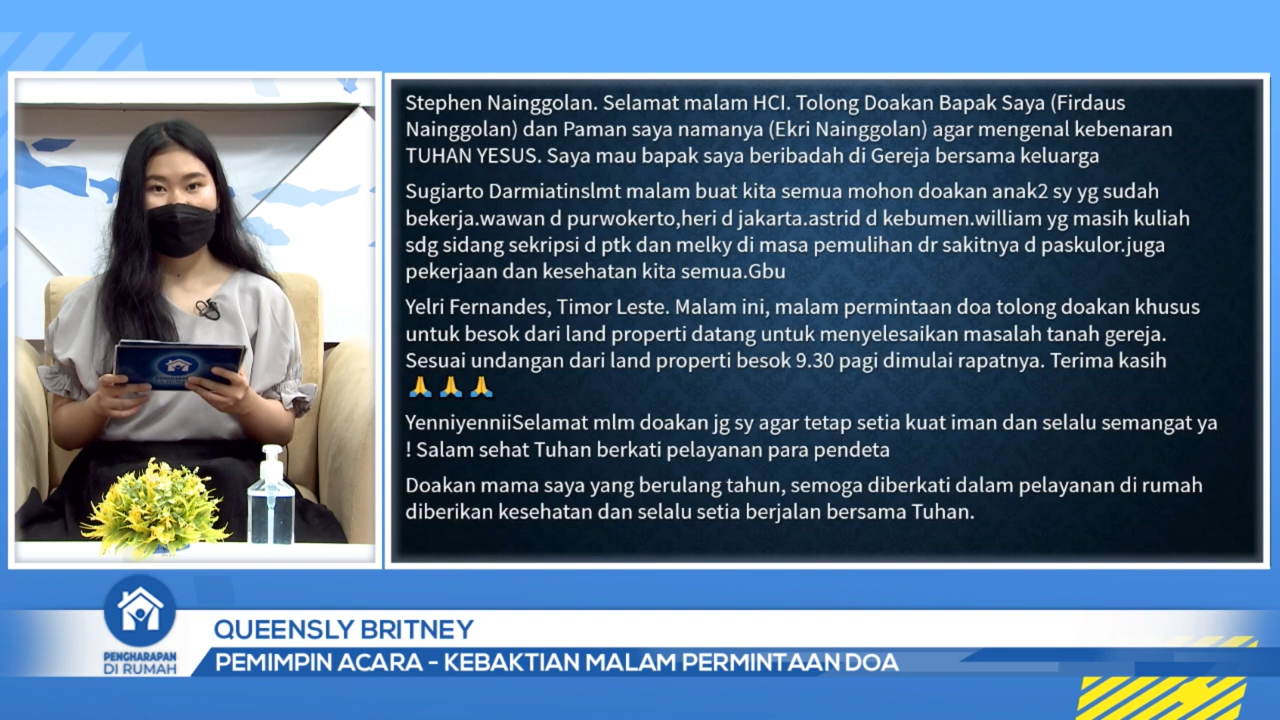 Stephen Nainggolan. Selamat malam HCI. Tolong Doakan Bapak Saya (Firdaus
Nainggolan) dan Paman saya namanya (Ekri Nainggolan) agar mengenal kebenaran
TUHAN YESUS. Saya mau bapak saya beribadah di Gereja bersama keluarga
Sugiarto Darmiatinslmt malam buat kita semua mohon doakan anak2 sy yg sudah
bekerja.wawan d purwokerto,heri d jakarta.astrid d kebumen.william yg masih kuliah
sdg sidang sekripsi d ptk dan melky di masa pemulihan dr sakitnya d paskulor.juga
pekerjaan dan kesehatan kita semua.Gbu
Yelri Fernandes, Timor Leste. Malam ini, malam permintaan doa tolong doakan khusus
untuk besok dari land properti datang untuk menyelesaikan masalah tanah gereja.
Sesuai undangan dari land properti besok 9.30 pagi dimulai rapatnya. Terima kasih
🙏🙏🙏
YenniyenniiSelamat mlm doakan jg sy agar tetap setia kuat iman dan selalu semangat ya
! Salam sehat Tuhan berkati pelayanan para pendeta
Doakan mama saya yang berulang tahun, semoga diberkati dalam pelayanan di rumah
diberikan kesehatan dan selalu setia berjalan bersama Tuhan.
QUEENSLY BRITNEY
PENGHARAPAN
DI RUMAH
PEMIMPIN ACARA – KEBAKTIAN MALAM PERMINTAAN DOA